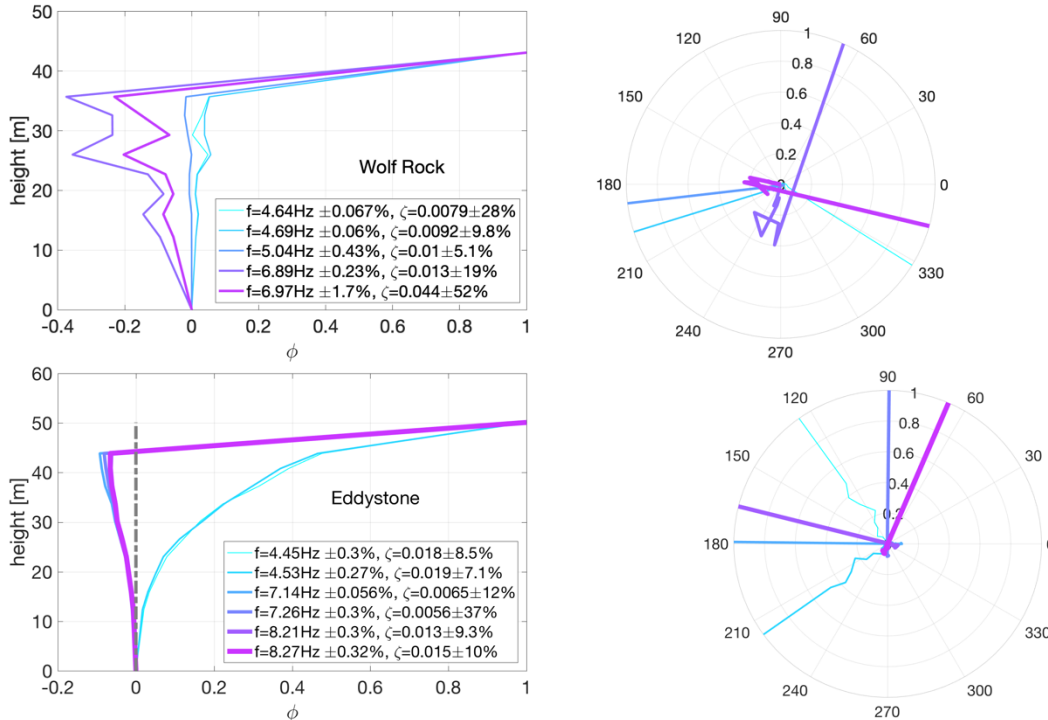 50
40
30
20
10
0
height [m]
Wolf Rock
f=4.64Hz ±0.067%, ζ=0.0079±28%
f=4.69Hz ±0.06%, ζ=0.0092±9.8%
f=5.04Hz ±0.43%, ζ=0.01±5.1%
f=6.89Hz ±0.23%, ζ=0.013±19%
f=6.97Hz ±1.7%, ζ=0.044±52%
-0.4 -0.2 0 0.2 0.4 0.6 0.8 1
ϕ
90
120 1 60
0.8
150 0.6 30
0.4
0.2
180 0 0
210 330
240 300
270
60
50
40
30
20
10
0
height [m]
Eddystone
f=4.45Hz ±0.3%, ζ=0.018±8.5%
f=4.53Hz ±0.27%, ζ=0.019±7.1%
f=7.14Hz ±0.056%, ζ=0.0065±12%
f=7.26Hz ±0.3%, ζ=0.0056±37%
f=8.21Hz ±0.3%, ζ=0.013±9.3%
f=8.27Hz ±0.32%, ζ=0.015±10%
-0.2 0 0.2 0.4 0.6 0.8 1
ϕ
90
120 1 60
0.8
150 0.6 30
0.4
0.2
180 0
210 330
240 300
270